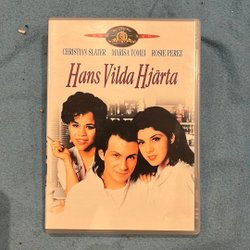 CHRISTIAN SLATER MARISA TOMEI ROSIE PEREZ
Hans Vilda Hjärta